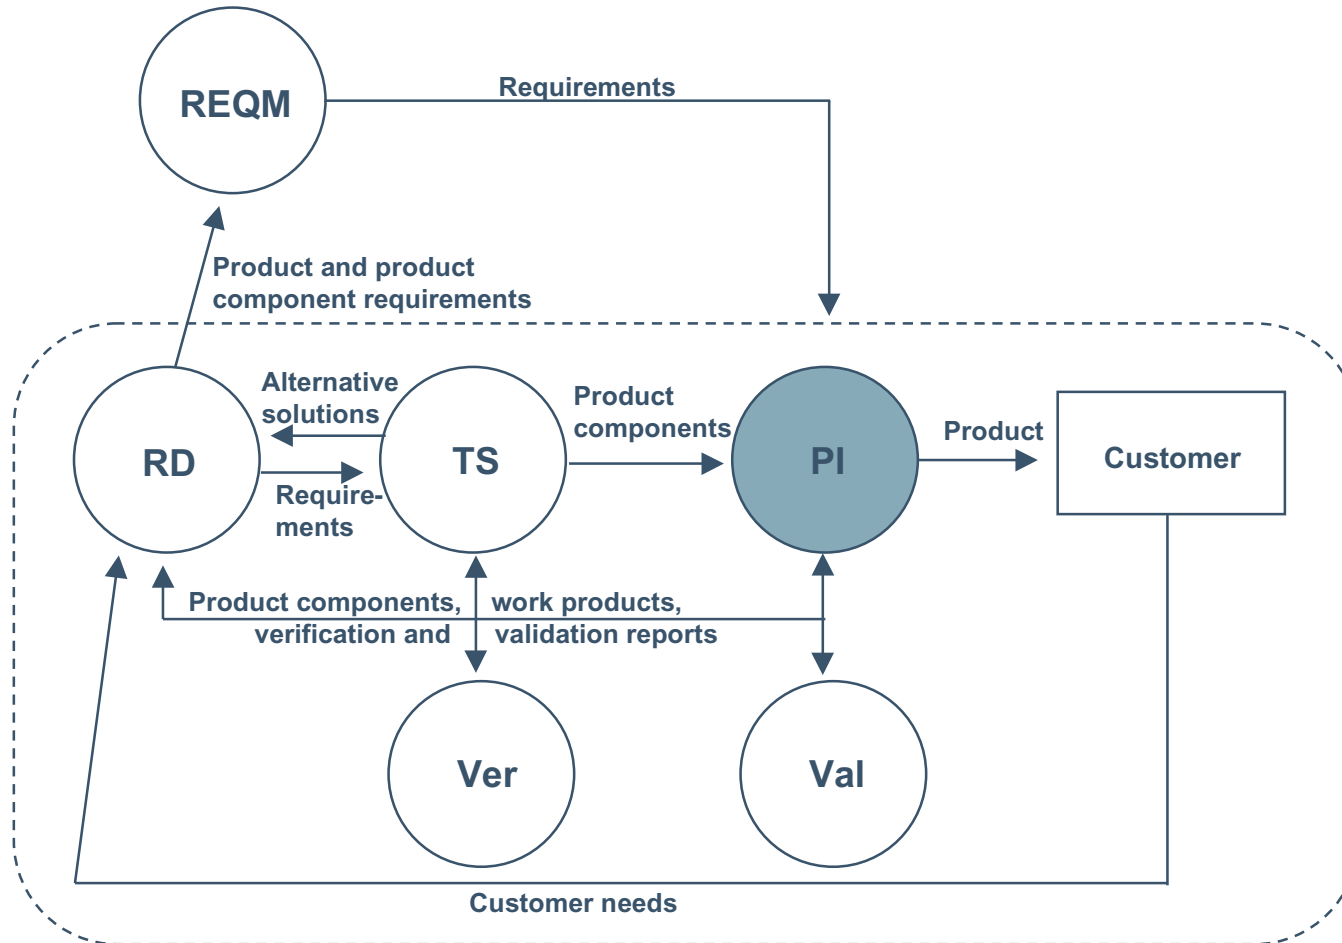 REQM
Requirements
Product and product
component requirements
Alternative
solutions
RD
Require-
ments
TS
Product
components
PI
Product
Customer
Product components, work products,
verification and validation reports
Ver
Val
Customer needs